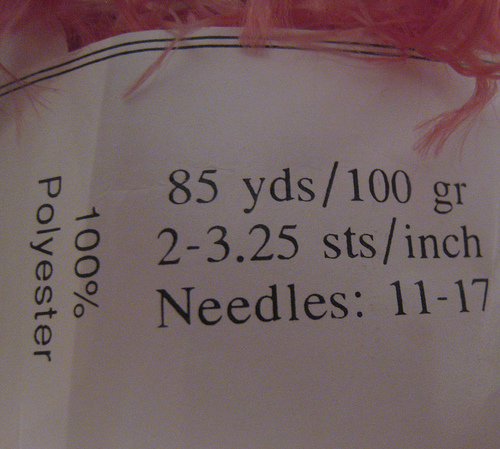 85 yds/100 gr
2-3.25 sts/inch
Needles: 11-17
100%
Polyester